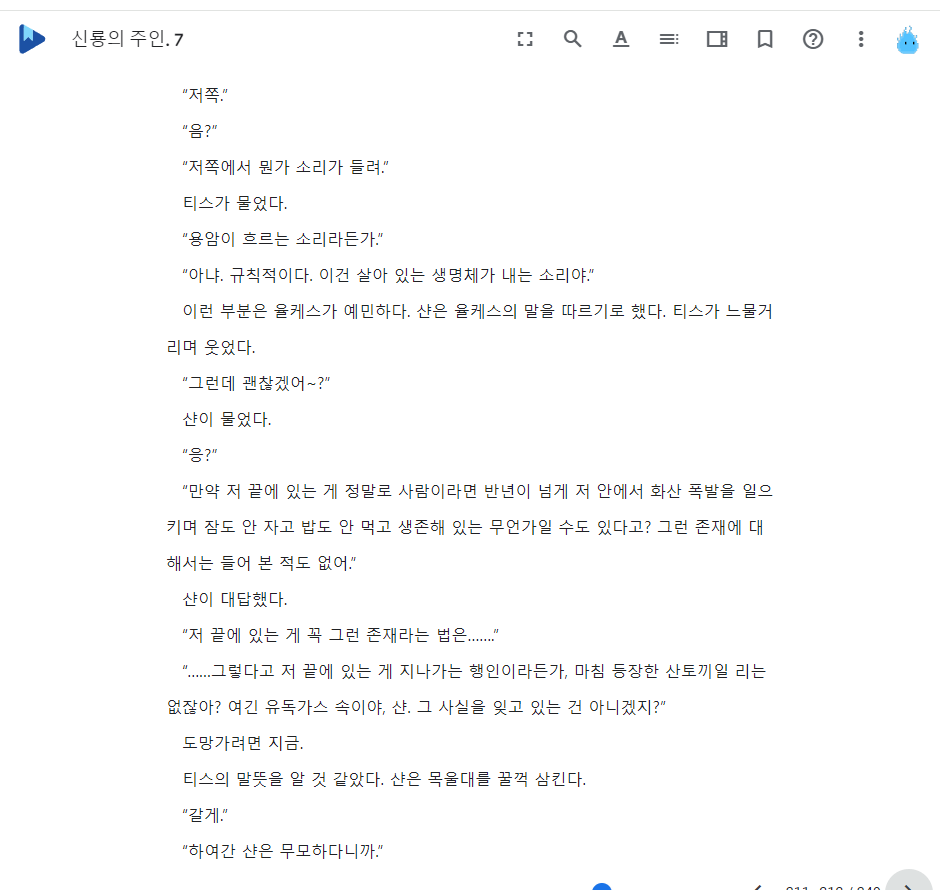 신룡의 주인. 7
“저쪽.”
“음?”
“저쪽에서 뭔가 소리가 들려.”
티스가 물었다.
“용암이 흐르는 소리라든가.”
“아냐. 규칙적이다. 이건 살아 있는 생명체가 내는 소리야.”
이런 부분은 율케스가 예민하다. 샨은 율케스의 말을 따르기로 했다. 티스가 느물거
리며 웃었다.
“그런데 괜찮겠어~?”
샨이 물었다.
“응?”
“만약 저 끝에 있는 게 정말로 사람이라면 반년이 넘게 저 안에서 화산 폭발을 일으
키며 잠도 안 자고 밥도 안 먹고 생존해 있는 무언가일 수도 있다고? 그런 존재에 대
해서는 들어 본 적도 없어.”
샨이 대답했다.
“저 끝에 있는 게 꼭 그런 존재라는 법은…….”
“……그렇다고 저 끝에 있는 게 지나가는 행인이라든가, 마침 등장한 산토끼일 리는
없잖아? 여긴 유독가스 속이야, 샨. 그 사실을 잊고 있는 건 아니겠지?”
도망가려면 지금.
티스의 말뜻을 알 것 같았다. 샨은 목울대를 꿀꺽 삼킨다.
“갈게.”
“하여간 샨은 무모하다니까.”